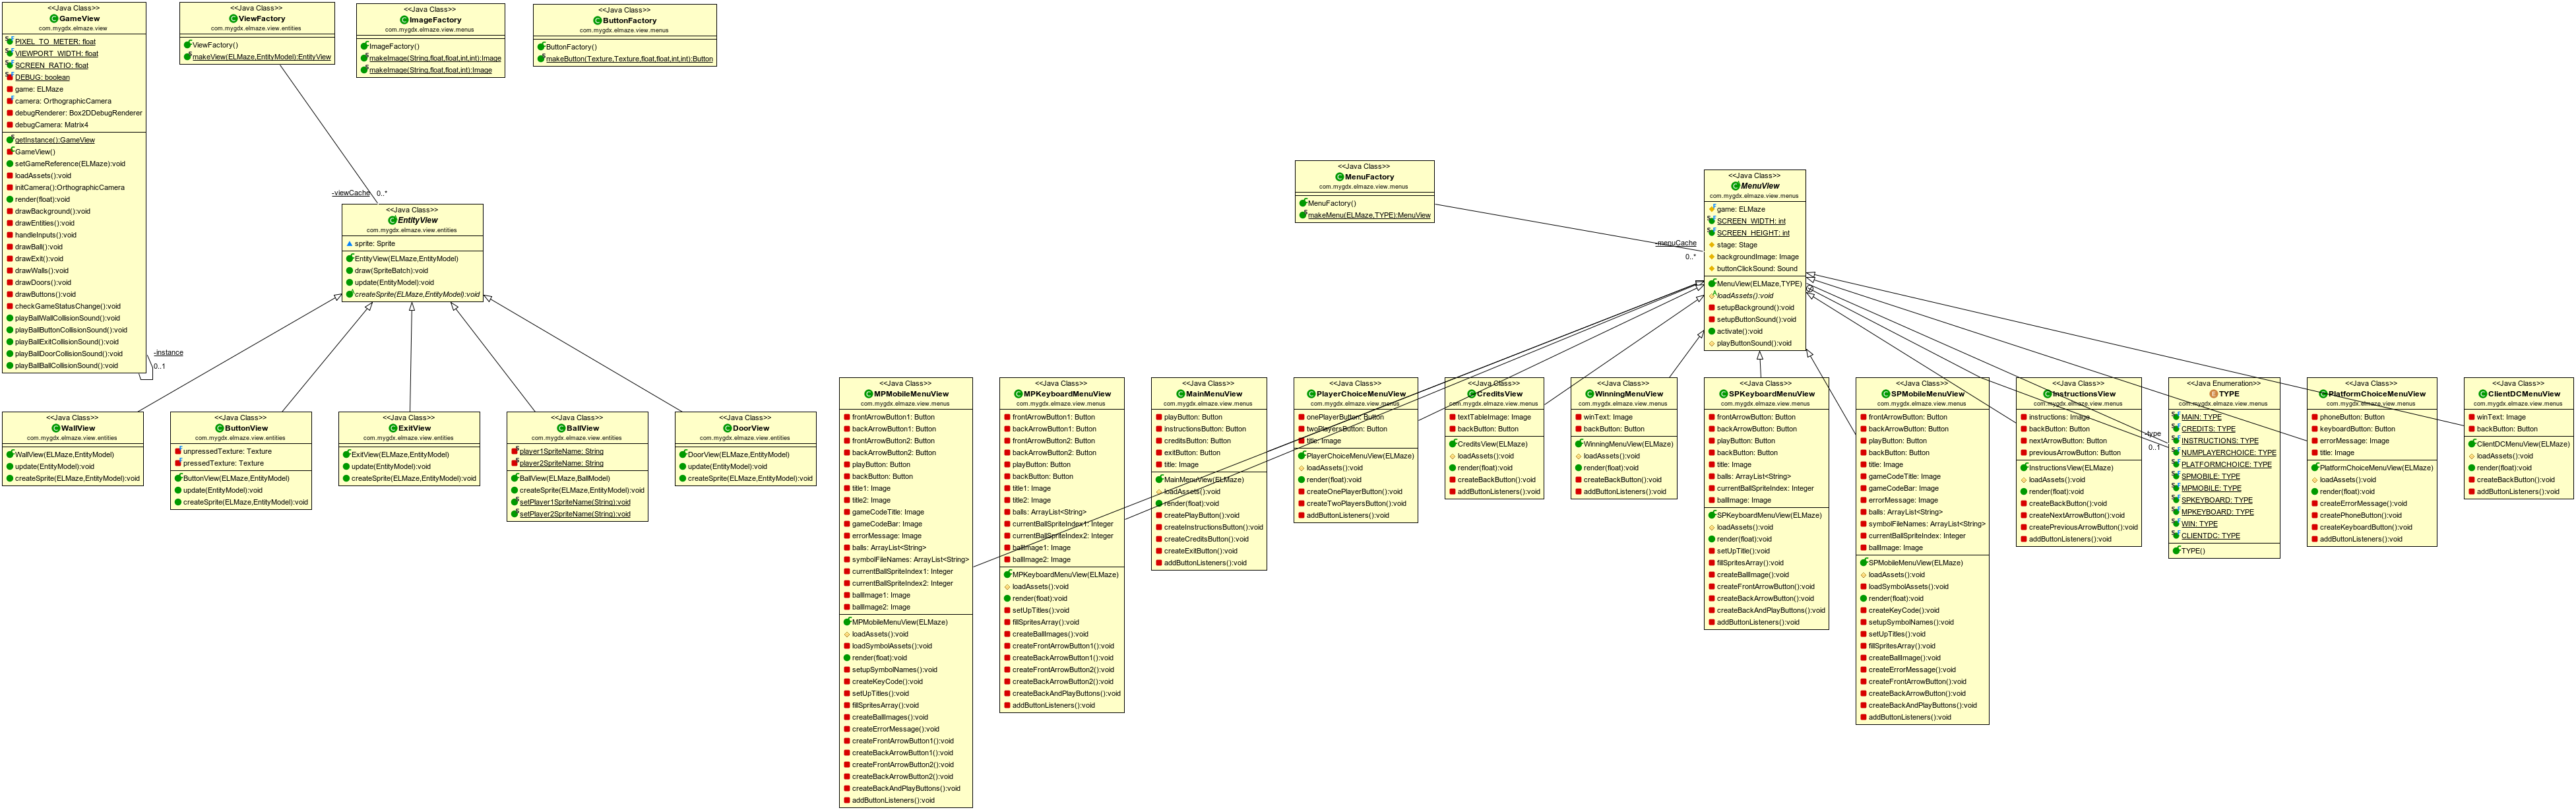 <<Java Class>>
GameView
com.mygdx.elmaze.view
PIXEL_TO_METER: float
VIEWPORT_WIDTH: float
SCREEN_RATIO: float
DEBUG: boolean
game: ELMaze
camera: OrthographicCamera
debugRenderer: Box2DDebugRenderer
debugCamera: Matrix4
getInstance():GameView
GameView()
setGameReference(ELMaze):void
loadAssets():void
initCamera():OrthographicCamera
render(float):void
drawBackground():void
drawEntities():void
handleInputs():void
drawBall():void
drawExit():void
drawWalls():void
drawDoors():void
drawButtons():void
checkGameStatusChange():void
playBallWallCollisionSound():void
playBallButtonCollisionSound():void
playBallExitCollisionSound():void
playBallDoorCollisionSound():void
playBallBallCollisionSound():void
-instance
0..1
<<Java Class>>
ViewFactory
com.mygdx.elmaze.view.entities
ViewFactory()
makeView(ELMaze,EntityModel):EntityView
<<Java Class>>
ImageFactory
com.mygdx.elmaze.view.menus
ImageFactory()
makeImage(String,float,float,int,int):Image
makeImage(String,float,float):Image
<<Java Class>>
ButtonFactory
com.mygdx.elmaze.view.menus
ButtonFactory()
makeButton(Texture,Texture,float,float,int,int):Button
-viewCache 0..*
<<Java Class>>
EntityView
com.mygdx.elmaze.view.entities
sprite: Sprite
EntityView(ELMaze,EntityModel)
draw(SpriteBatch):void
update(EntityModel):void
createSprite(ELMaze,EntityModel):void
<<Java Class>>
WallView
com.mygdx.elmaze.view.entities
WallView(ELMaze,EntityModel)
update(EntityModel):void
createSprite(ELMaze,EntityModel):void
<<Java Class>>
ButtonView
com.mygdx.elmaze.view.entities
unpressedTexture: Texture
pressedTexture: Texture
ButtonView(ELMaze,EntityModel)
update(EntityModel):void
createSprite(ELMaze,EntityModel):void
<<Java Class>>
ExitView
com.mygdx.elmaze.view.entities
ExitView(ELMaze,EntityModel)
update(EntityModel):void
createSprite(ELMaze,EntityModel):void
<<Java Class>>
BallView
com.mygdx.elmaze.view.entities
player1SpriteName: String
player2SpriteName: String
BallView(ELMaze,BallModel)
createSprite(ELMaze,EntityModel):void
setPlayer1SpriteName(String):void
setPlayer2SpriteName(String):void
<<Java Class>>
DoorView
com.mygdx.elmaze.view.entities
DoorView(ELMaze,EntityModel)
update(EntityModel):void
createSprite(ELMaze,EntityModel):void
<<Java Class>>
MenuFactory
com.mygdx.elmaze.view.menus
MenuFactory()
makeMenu(ELMaze,TYPE):MenuView
-menuCache
0..*
<<Java Class>>
MenuView
com.mygdx.elmaze.view.menus
game: ELMaze
SCREEN_WIDTH: int
SCREEN_HEIGHT: int
stage: Stage
backgroundImage: Image
buttonClickSound: Sound
MenuView(ELMaze,TYPE)
loadAssets():void
setupBackground():void
setupButtonSound():void
activate():void
playButtonSound():void
<<Java Class>>
MPMobileMenuView
com.mygdx.elmaze.view.menus
frontArrowButton1: Button
backArrowButton1: Button
frontArrowButton2: Button
backArrowButton2: Button
playButton: Button
backButton: Button
title1: Image
title2: Image
gameCodeTitle: Image
gameCodeBar: Image
errorMessage: Image
balls: ArrayList<String>
symbolFileNames: ArrayList<String>
currentBallSpriteIndex1: Integer
currentBallSpriteIndex2: Integer
ballImage1: Image
ballImage2: Image
MPMobileMenuView(ELMaze)
loadAssets():void
loadSymbolAssets():void
render(float):void
setupSymbolNames():void
createKeyCode():void
setUpTitles():void
fillSpritesArray():void
createBallImages():void
createErrorMessage():void
createFrontArrowButton1():void
createBackArrowButton1():void
createFrontArrowButton2():void
createBackArrowButton2():void
createBackAndPlayButtons():void
addButtonListeners():void
<<Java Class>>
MPKeyboardMenuView
com.mygdx.elmaze.view.menus
frontArrowButton1: Button
backArrowButton1: Button
frontArrowButton2: Button
backArrowButton2: Button
playButton: Button
backButton: Button
title1: Image
title2: Image
balls: ArrayList<String>
currentBallSpriteIndex1: Integer
currentBallSpriteIndex2: Integer
ballImage1: Image
ballImage2: Image
MPKeyboardMenuView(ELMaze)
loadAssets():void
render(float):void
setUpTitles():void
fillSpritesArray():void
createBallImages():void
createFrontArrowButton1():void
createBackArrowButton1():void
createFrontArrowButton2():void
createBackArrowButton2():void
createBackAndPlayButtons():void
addButtonListeners():void
<<Java Class>>
MainMenuView
com.mygdx.elmaze.view.menus
playButton: Button
instructionsButton: Button
creditsButton: Button
exitButton: Button
title: Image
MainMenuView(ELMaze)
loadAssets():void
render(float):void
createPlayButton():void
createInstructionsButton():void
createCreditsButton():void
createExitButton():void
addButtonListeners():void
<<Java Class>>
PlayerChoiceMenuView
com.mygdx.elmaze.view.menus
onePlayerButton: Button
twoPlayersButton: Button
title: Image
PlayerChoiceMenuView(ELMaze)
loadAssets():void
render(float):void
createOnePlayerButton():void
createTwoPlayersButton():void
addButtonListeners():void
<<Java Class>>
CreditsView
com.mygdx.elmaze.view.menus
textTableImage: Image
backButton: Button
CreditsView(ELMaze)
loadAssets():void
render(float):void
createBackButton():void
addButtonListeners():void
<<Java Class>>
WinningMenuView
com.mygdx.elmaze.view.menus
winText: Image
backButton: Button
WinningMenuView(ELMaze)
loadAssets():void
render(float):void
createBackButton():void
addButtonListeners():void
<<Java Class>>
SPKeyboardMenuView
com.mygdx.elmaze.view.menus
frontArrowButton: Button
backArrowButton: Button
playButton: Button
backButton: Button
title: Image
balls: ArrayList<String>
currentBallSpriteIndex: Integer
ballImage: Image
SPKeyboardMenuView(ELMaze)
loadAssets():void
render(float):void
setUpTitle():void
fillSpritesArray():void
createBallImage():void
createFrontArrowButton():void
createBackArrowButton():void
createBackAndPlayButtons():void
addButtonListeners():void
<<Java Class>>
SPMobileMenuView
com.mygdx.elmaze.view.menus
frontArrowButton: Button
backArrowButton: Button
playButton: Button
backButton: Button
title: Image
gameCodeTitle: Image
gameCodeBar: Image
errorMessage: Image
balls: ArrayList<String>
symbolFileNames: ArrayList<String>
currentBallSpriteIndex: Integer
ballImage: Image
SPMobileMenuView(ELMaze)
loadAssets():void
loadSymbolAssets():void
render(float):void
createKeyCode():void
setupSymbolNames():void
setUpTitles():void
fillSpritesArray():void
createBallImage():void
createErrorMessage():void
createFrontArrowButton():void
createBackArrowButton():void
createBackAndPlayButtons():void
addButtonListeners():void
<<Java Class>>
InstructionsView
com.mygdx.elmaze.view.menus
instructions: Image
backButton: Button
nextArrowButton: Button
previousArrowButton: Button
InstructionsView(ELMaze)
loadAssets():void
render(float):void
createBackButton():void
createNextArrowButton():void
createPreviousArrowButton():void
addButtonListeners():void
-type
0..1
<<Java Enumeration>>
TYPE
com.mygdx.elmaze.view.menus
MAIN: TYPE
CREDITS: TYPE
INSTRUCTIONS: TYPE
NUMPLAYERCHOICE: TYPE
PLATFORMCHOICE: TYPE
SPMOBILE: TYPE
MPMOBILE: TYPE
SPKEYBOARD: TYPE
MPKEYBOARD: TYPE
WIN: TYPE
CLIENTDC: TYPE
TYPE()
<<Java Class>>
PlatformChoiceMenuView
com.mygdx.elmaze.view.menus
phoneButton: Button
keyboardButton: Button
errorMessage: Image
title: Image
PlatformChoiceMenuView(ELMaze)
loadAssets():void
render(float):void
createErrorMessage():void
createPhoneButton():void
createKeyboardButton():void
addButtonListeners():void
<<Java Class>>
ClientDCMenuView
com.mygdx.elmaze.view.menus
winText: Image
backButton: Button
ClientDCMenuView(ELMaze)
loadAssets():void
render(float):void
createBackButton():void
addButtonListeners():void